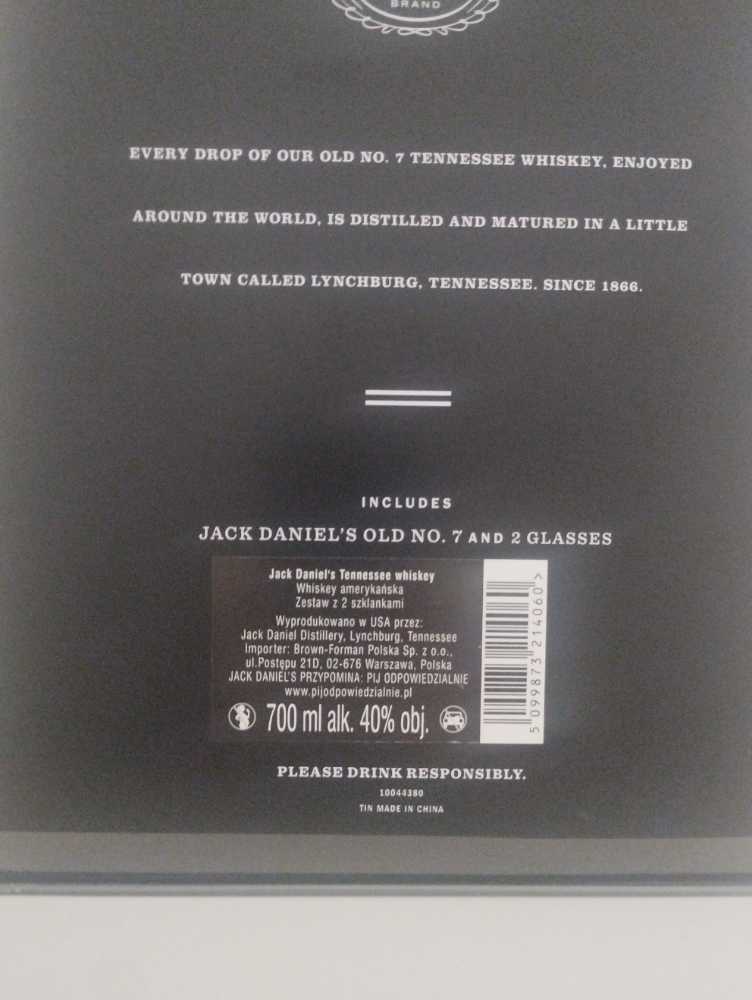 BRAND
EVERY DROP OF OUR OLD NO. 7 TENNESSEE WHISKEY, ENJOYED
AROUND THE WORLD, IS DISTILLED AND MATURED IN A LITTLE
TOWN CALLED LYNCHBURG, TENNESSEE. SINCE 1866.
INCLUDES
JACK DANIEL'S OLD NO. 7 AND 2 GLASSES
Jack Daniel's Tennessee whiskey
Whiskey amerykańska
Zestaw z 2 szklankami
Wyprodukowano w USA przez:
Jack Daniel Distillery, Lynchburg, Tennessee
Importer: Brown-Forman Polska Sp. z o.o.,
ul.Postępu 21D, 02-676 Warszawa, Polska
JACK DANIEL'S PRZYPOMINA: PIJ ODPOWIEDZIALNIE
www.pijodpowiedzialnie.pl
700 ml alk. 40% obj.
5 099873 214060 >
PLEASE DRINK RESPONSIBLY.
10044380
TIN MADE IN CHINA